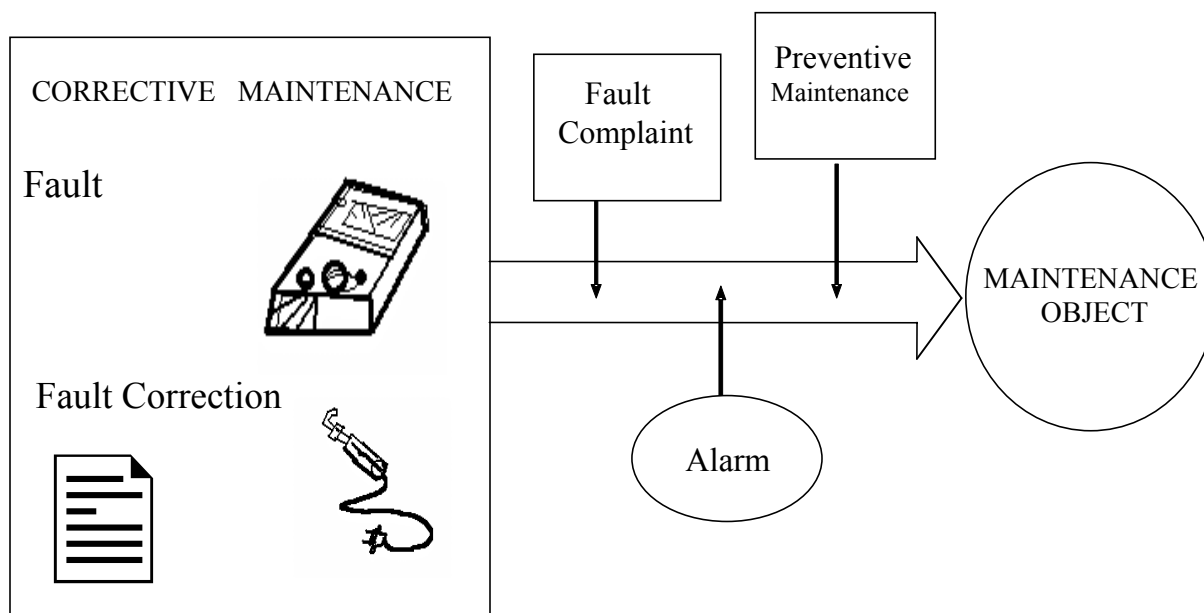 CORRECTIVE MAINTENANCE
Fault
Fault Correction
Fault
Complaint
Preventive
Maintenance
Alarm
MAINTENANCE
OBJECT